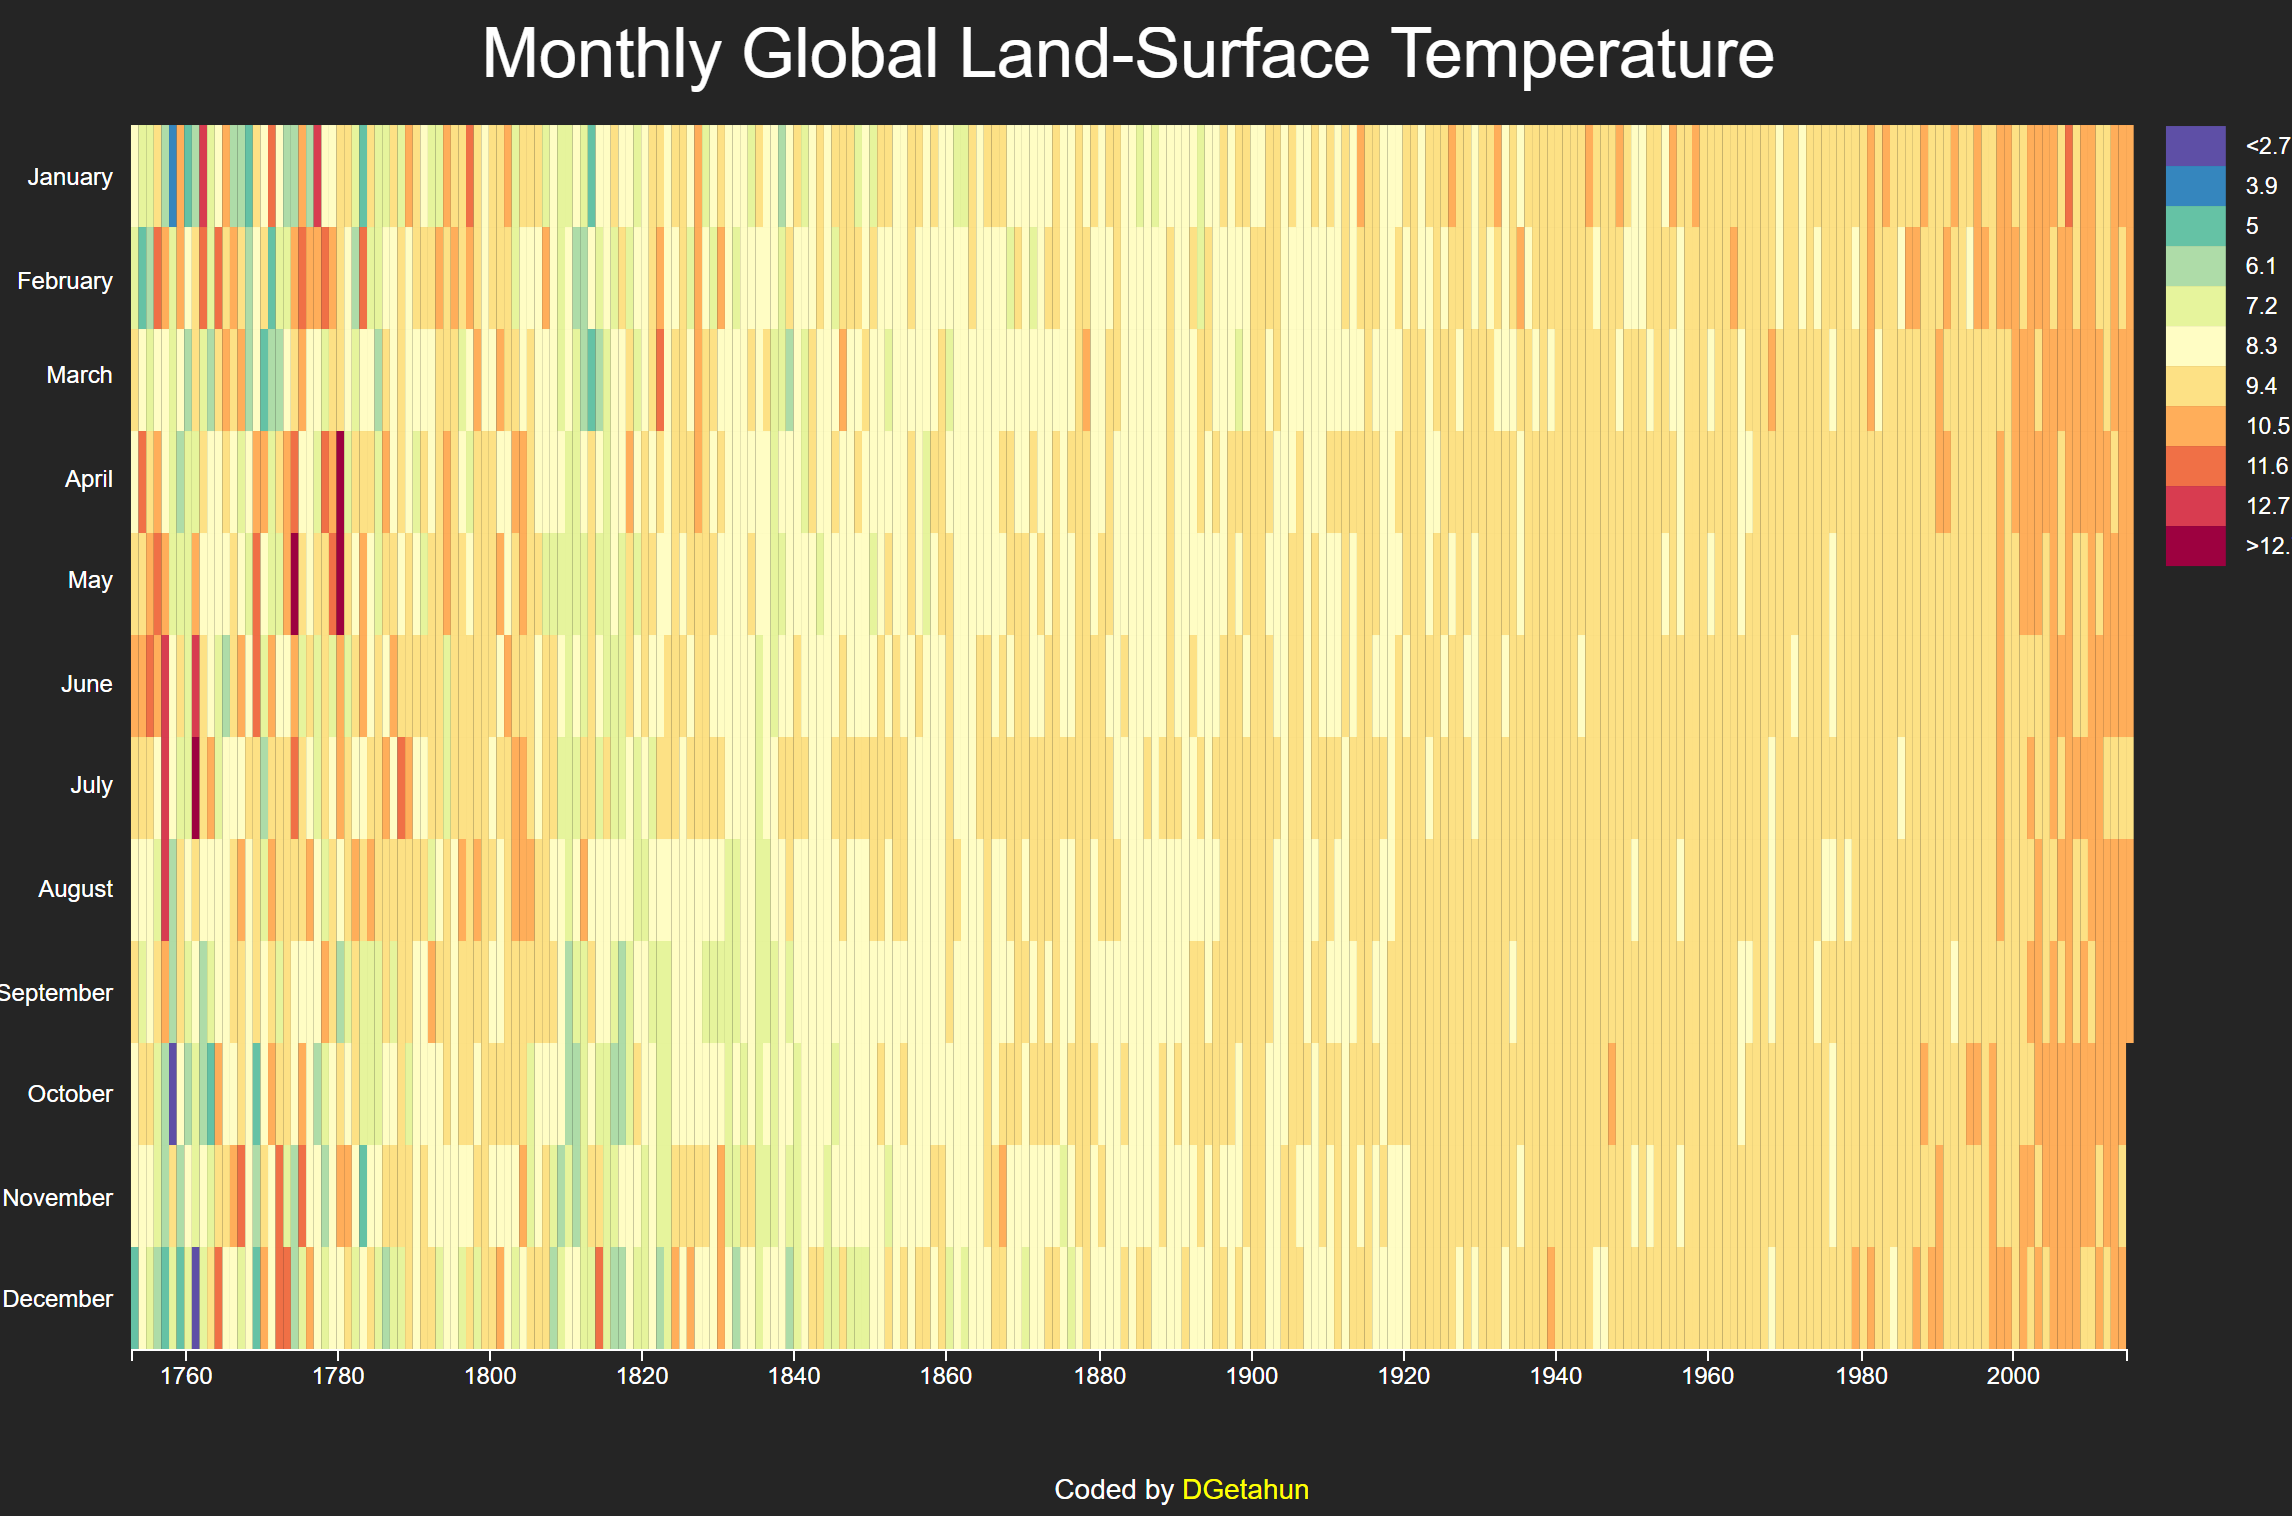 Monthly Global Land-Surface Temperature
January
February
March
April
May
June
July
August
September
October
November
December
<2.7
3.9
5
6.1
7.2
8.3
9.4
10.5
11.6
12.7
>12.
1760 1780 1800 1820 1840 1860 1880 1900 1920 1940 1960 1980 2000
Coded by DGetahun